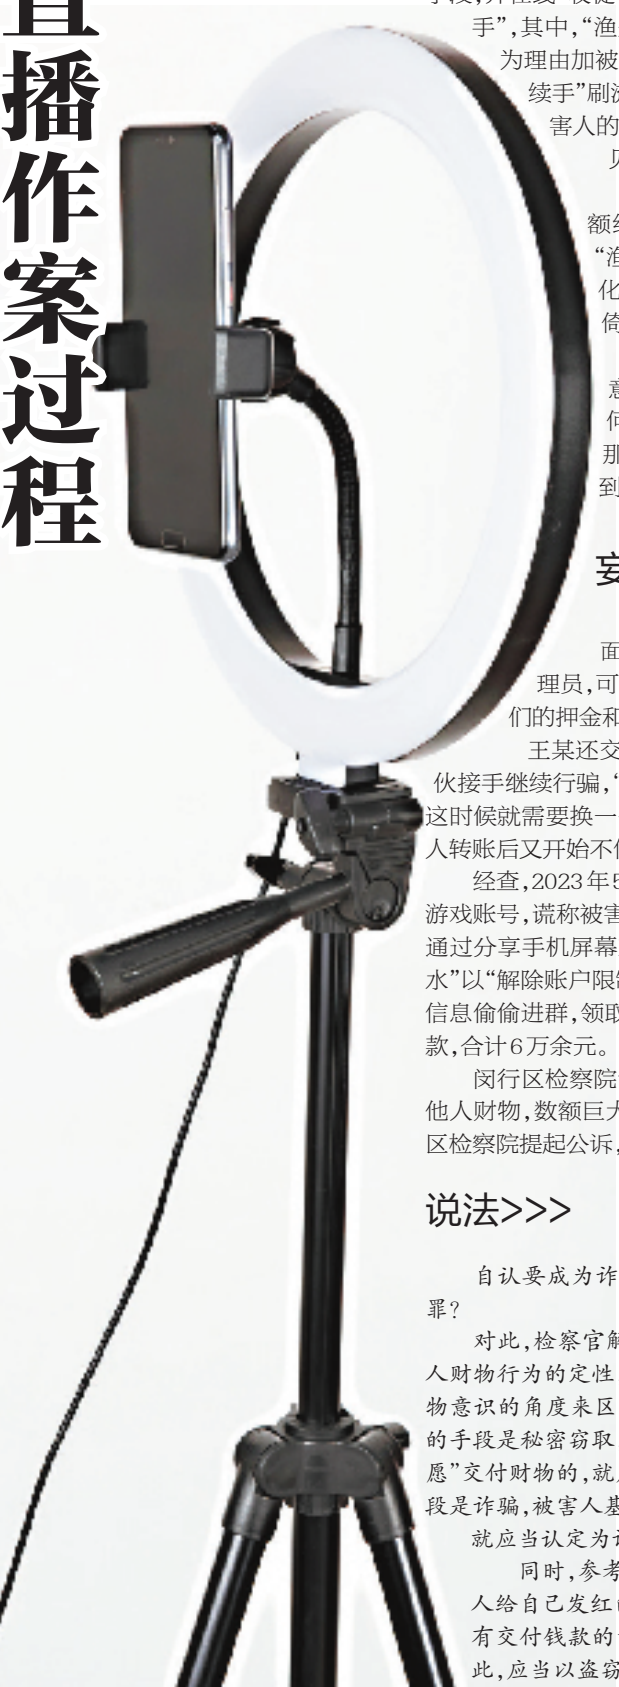 直播作案过程
手”,其中,“渔
为理由加被
续手”刷流
害人的
额结
“渔
化
倚
意
何
那
到
妄
面
理员,可
们的押金和
王某还交
伙接手继续行骗,“
这时候就需要换一
人转账后又开始不
经查,2023年5
游戏账号,谎称被害
通过分享手机屏幕
水”以“解除账户限
信息偷偷进群,领取
款,合计6万余元。
闵行区检察院
他人财物,数额巨大
区检察院提起公诉,
说法>>>
自认要成为诈
罪?
对此,检察官解
人财物行为的定性
物意识的角度来区
的手段是秘密窃取
愿”交付财物的,就
段是诈骗,被害人基
就应当认定为
同时,参考
人给自己发红
有交付钱款的
此,应当以盗窃